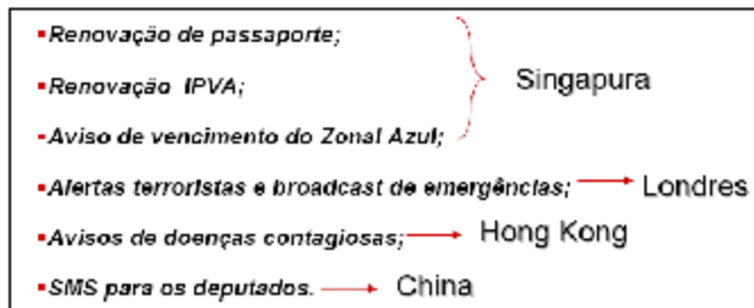 ▪Renovação de passaporte;
▪Renovação IPVA;
Singapura
▪Aviso de vencimento do Zonal Azul;
▪Alertas terroristas e broadcast de emergências; Londres
▪Avisos de doenças contagiosas; Hong Kong
▪SMS para os deputados. China